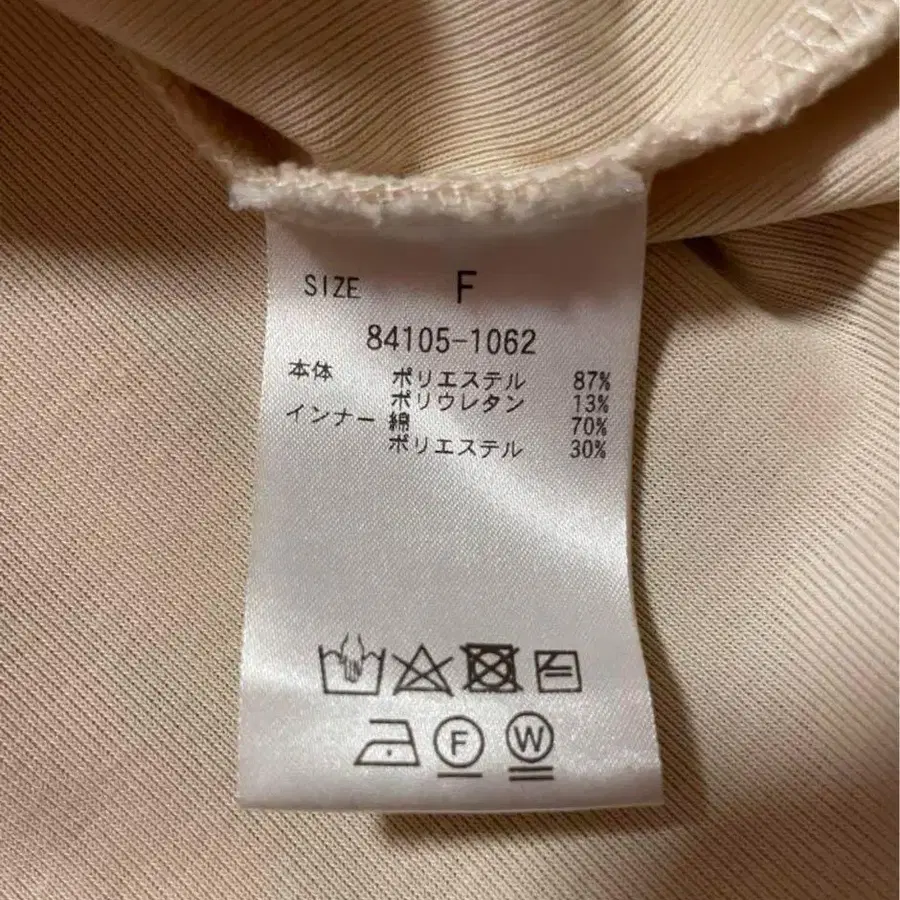 SIZE F
84105-1062
本体 ポリエステル 87%
ポリウレタン 13%
インナー 綿 70%
ポリエステル 30%
F W